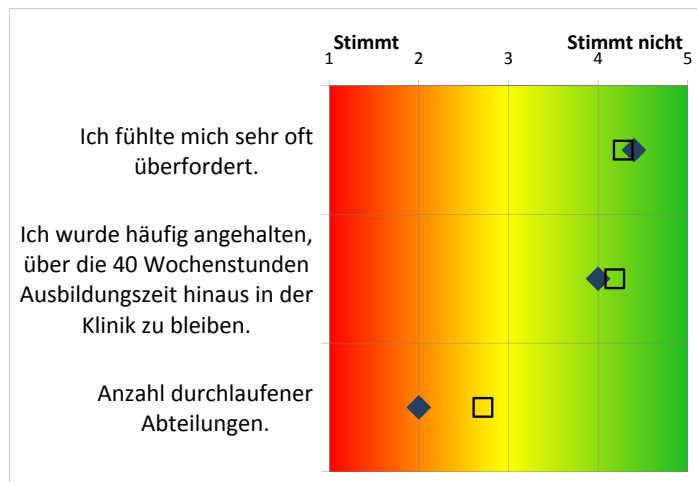 Stimmt Stimmt nicht
1 2 3 4 5
Ich fühlte mich sehr oft
überfordert.
Ich wurde häufig angehalten,
über die 40 Wochenstunden
Ausbildungszeit hinaus in der
Klinik zu bleiben.
Anzahl durchlaufener
Abteilungen.